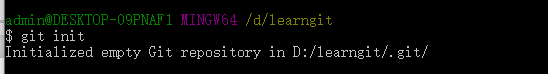 admin@DESKTOP-09PNAF1 MINGW64 /d/learngit
$ git init
Initialized empty Git repository in D:/learngit/.git/